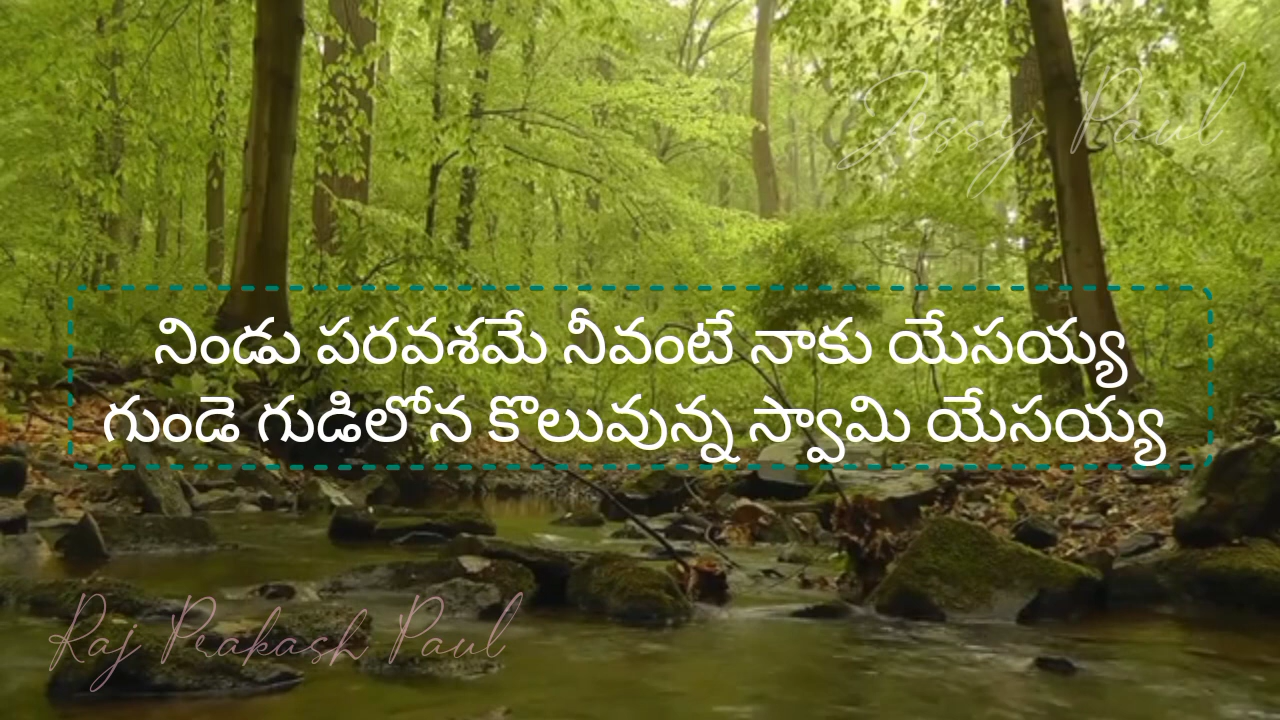 Jessy Paul
నిండు పరవశమే నీవంటే నాకు యేసయ్య
గుండె గుడిలోన కొలువున్న స్వామి యేసయ్య
Raj Prakash Paul